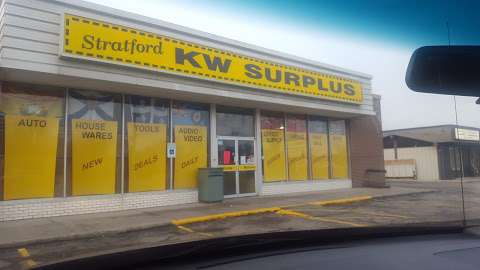 Stratford KW SURPLUS
AUTO
HOUSE WARES
NEW
TOOLS
DEALS
AUDIO VIDEO
DAILY